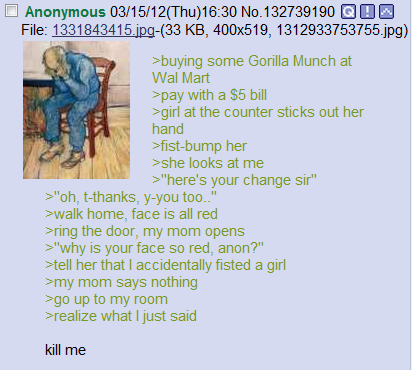 Anonymous 03/15/12(Thu)16:30 No.132739190
File: 1331843415.jpg-(33 KB, 400x519, 1312933753755.jpg)
>buying some Gorilla Munch at
Wal Mart
>pay with a $5 bill
>girl at the counter sticks out her
hand
>fist-bump her
>she looks at me
>"here's your change sir"
>"oh, t-thanks, y-you too.."
>walk home, face is all red
>ring the door, my mom opens
>"why is your face so red, anon?"
>tell her that I accidentally fisted a girl
>my mom says nothing
>go up to my room
>realize what I just said
kill me